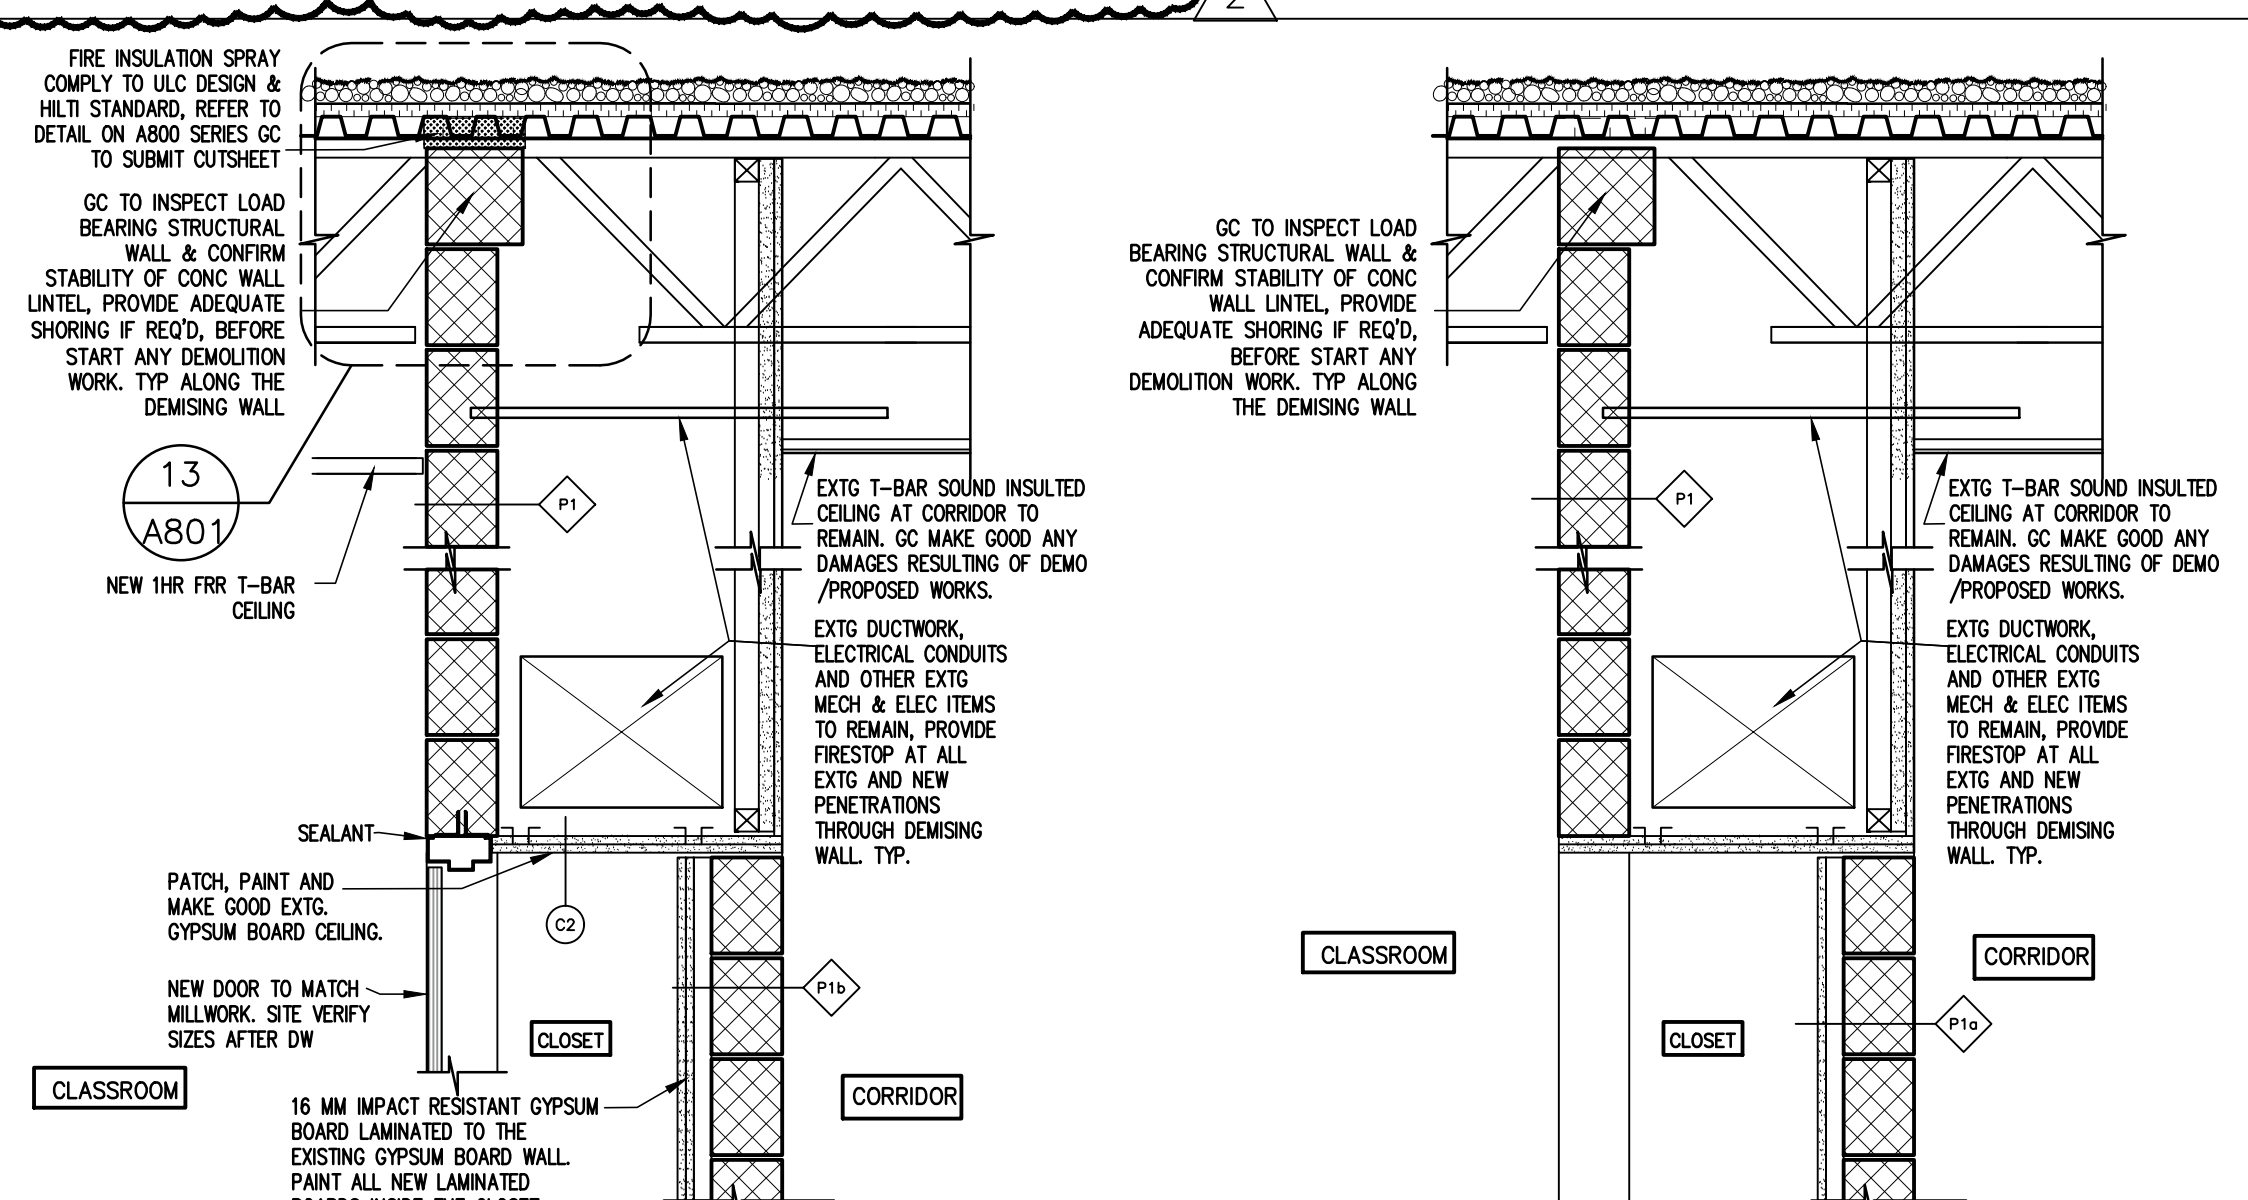 2
FIRE INSULATION SPRAY
COMPLY TO ULC DESIGN &
HILTI STANDARD, REFER TO
DETAIL ON A800 SERIES GC
TO SUBMIT CUTSHEET
GC TO INSPECT LOAD
BEARING STRUCTURAL
WALL & CONFIRM
STABILITY OF CONC WALL
LINTEL, PROVIDE ADEQUATE
SHORING IF REQ'D, BEFORE
START ANY DEMOLITION
WORK. TYP ALONG THE
DEMISING WALL
13
A801
NEW 1HR FRR T-BAR
CEILING
P1
EXTG T-BAR SOUND INSULTED
CEILING AT CORRIDOR TO
REMAIN. GC MAKE GOOD ANY
DAMAGES RESULTING OF DEMO
/PROPOSED WORKS.
EXTG DUCTWORK,
ELECTRICAL CONDUITS
AND OTHER EXTG
MECH & ELEC ITEMS
TO REMAIN, PROVIDE
FIRESTOP AT ALL
EXTG AND NEW
PENETRATIONS
THROUGH DEMISING
WALL. TYP.
SEALANT
PATCH, PAINT AND
MAKE GOOD EXTG.
GYPSUM BOARD CEILING.
C2
NEW DOOR TO MATCH
MILLWORK. SITE VERIFY
SIZES AFTER DW
P1b
CLOSET
CLASSROOM
CORRIDOR
16 MM IMPACT RESISTANT GYPSUM
BOARD LAMINATED TO THE
EXISTING GYPSUM BOARD WALL.
PAINT ALL NEW LAMINATED
BOARDS INSIDE THE CLOSET
GC TO INSPECT LOAD
BEARING STRUCTURAL WALL &
CONFIRM STABILITY OF CONC
WALL LINTEL, PROVIDE
ADEQUATE SHORING IF REQ'D,
BEFORE START ANY
DEMOLITION WORK. TYP ALONG
THE DEMISING WALL
P1
EXTG T-BAR SOUND INSULTED
CEILING AT CORRIDOR TO
REMAIN. GC MAKE GOOD ANY
DAMAGES RESULTING OF DEMO
/PROPOSED WORKS.
EXTG DUCTWORK,
ELECTRICAL CONDUITS
AND OTHER EXTG
MECH & ELEC ITEMS
TO REMAIN, PROVIDE
FIRESTOP AT ALL
EXTG AND NEW
PENETRATIONS
THROUGH DEMISING
WALL. TYP.
CLASSROOM
CORRIDOR
P1a
CLOSET